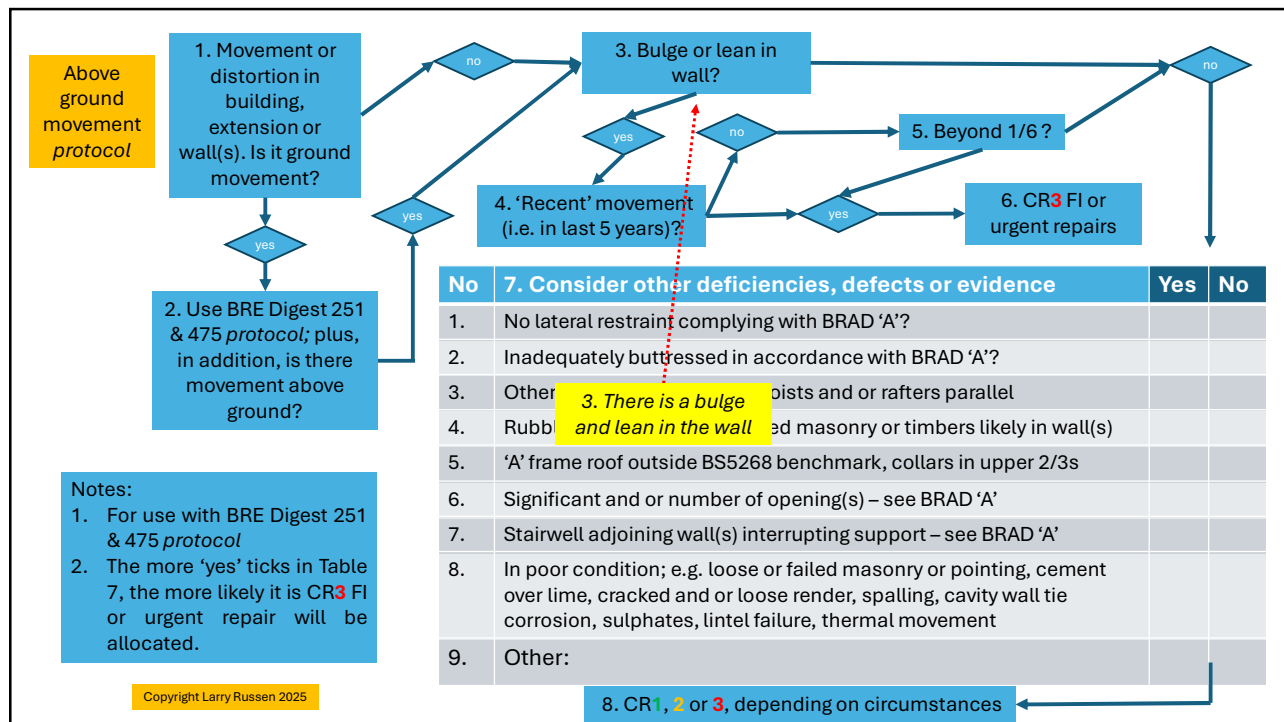 Above
ground
movement
protocol
1. Movement or
distortion in
building,
extension or
wall(s). Is it ground
movement?
no
yes
2. Use BRE Digest 251
& 475 protocol; plus,
in addition, is there
movement above
ground?
yes
3. Bulge or lean in
wall?
no
yes
4. ‘Recent’ movement
(i.e. in last 5 years)?
no
5. Beyond 1/6 ?
yes
6. CR3 FI or
urgent repairs
No 7. Consider other deficiencies, defects or evidence Yes No
1. No lateral restraint complying with BRAD ‘A’?
2. Inadequately buttressed in accordance with BRAD ‘A’?
3. Other oists and or rafters parallel
3. There is a bulge
and lean in the wall
4. ed masonry or timbers likely in wall(s)
5. ‘A’ frame roof outside BS5268 benchmark, collars in upper 2/3s
6. Significant and or number of opening(s) – see BRAD ‘A’
7. Stairwell adjoining wall(s) interrupting support – see BRAD ‘A’
8. In poor condition; e.g. loose or failed masonry or pointing, cement
over lime, cracked and or loose render, spalling, cavity wall tie
corrosion, sulphates, lintel failure, thermal movement
9. Other:
8. CR1, 2 or 3, depending on circumstances
Notes:
1. For use with BRE Digest 251
& 475 protocol
2. The more ‘yes’ ticks in Table
7, the more likely it is CR3 FI
or urgent repair will be
allocated.
Copyright Larry Russen 2025